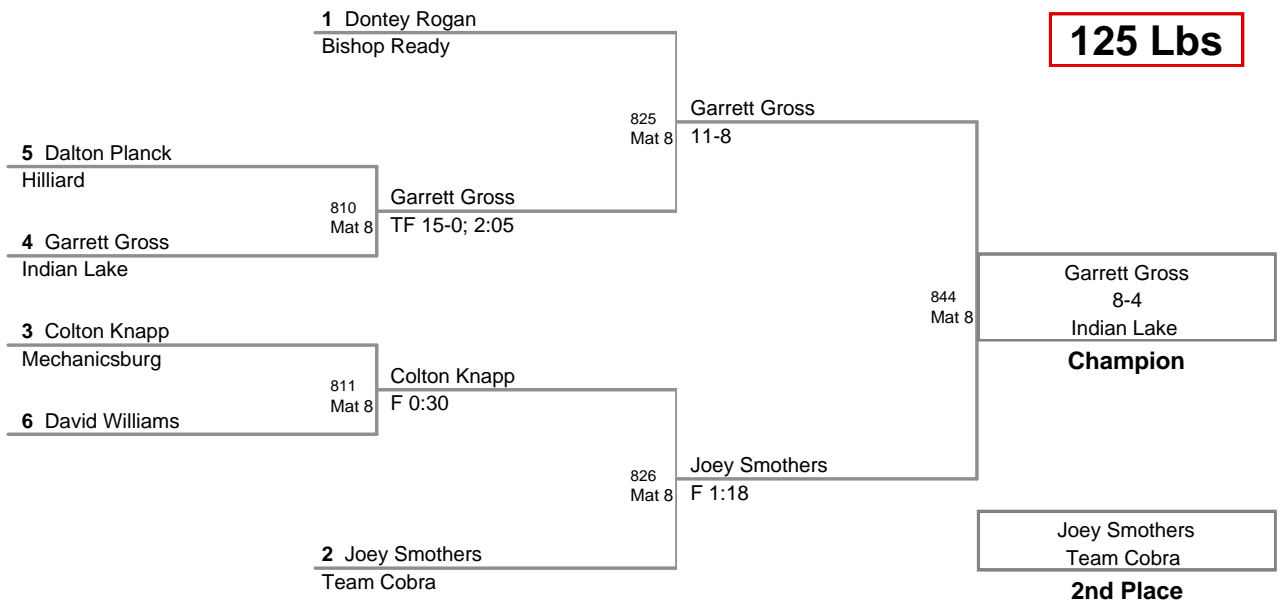 1 Dontey Rogan
Bishop Ready
125 Lbs
825
Mat 8
Garrett Gross
11-8
5 Dalton Planck
Hilliard
810
Mat 8
Garrett Gross
TF 15-0; 2:05
4 Garrett Gross
Indian Lake
844
Mat 8
Garrett Gross
8-4
Indian Lake
Champion
3 Colton Knapp
Mechanicsburg
811
Mat 8
Colton Knapp
F 0:30
6 David Williams
826
Mat 8
Joey Smothers
F 1:18
2 Joey Smothers
Team Cobra
Joey Smothers
Team Cobra
2nd Place